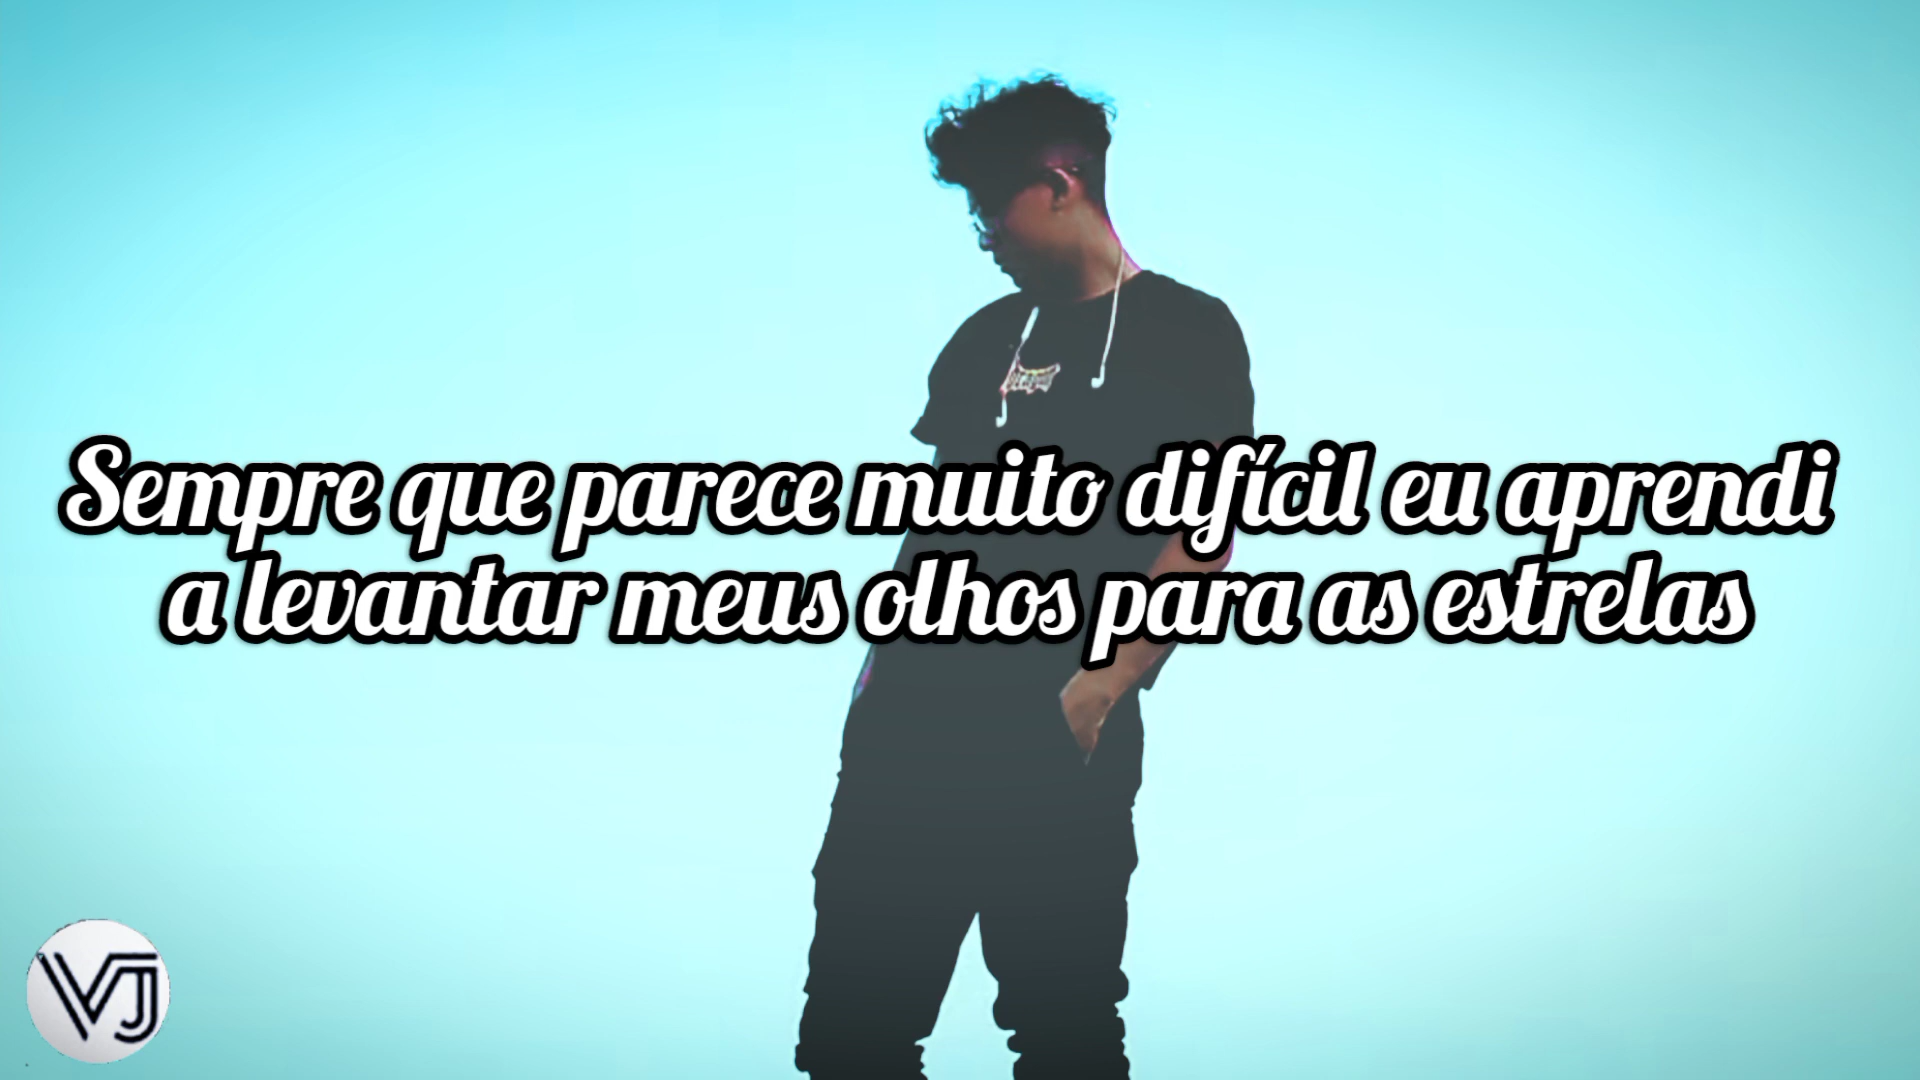 Sempre que parece muito difícil eu aprendi
a levantar meus olhos para as estrelas
VJ